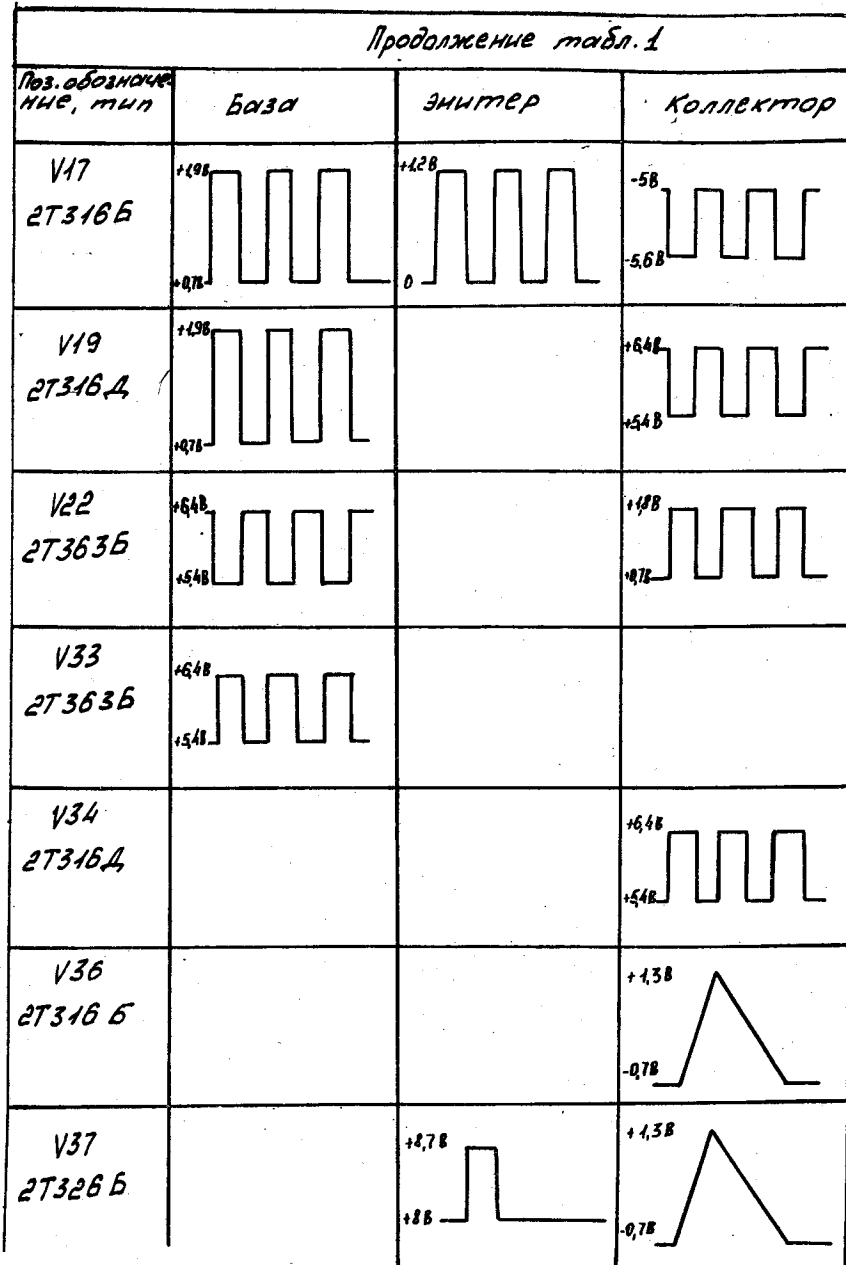 Продолжение табл. 1
Поз. обозначе-
ние, тип
База
Эмитер
Коллектор
V17
2Т316Б
+1,9В
+0,7В
+1,2В
0
-5В
-5,6В
V19
2Т316Д
+1,9В
+0,7В
+6,4В
+5,4В
V22
2Т363Б
+6,4В
+5,4В
+1,8В
+0,7В
V33
2Т363Б
+6,4В
+5,4В
V34
2Т316Д
+6,4В
+5,4В
V36
2Т316Б
+1,3В
-0,7В
V37
2Т326Б
+8,7В
+8В
+1,3В
-0,7В